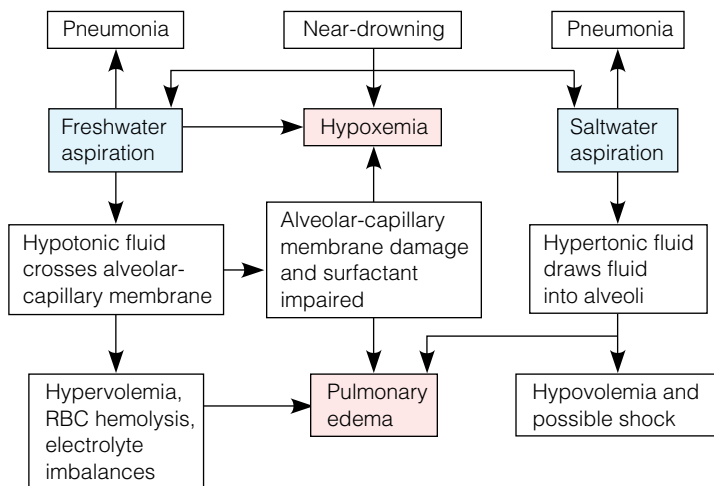 Pneumonia
Near-drowning
Pneumonia
Freshwater
aspiration
Hypoxemia
Saltwater
aspiration
Hypotonic fluid
crosses alveolar-
capillary membrane
Alveolar-capillary
membrane damage
and surfactant
impaired
Hypertonic fluid
draws fluid
into alveoli
Hypervolemia,
RBC hemolysis,
electrolyte
imbalances
Pulmonary
edema
Hypovolemia and
possible shock